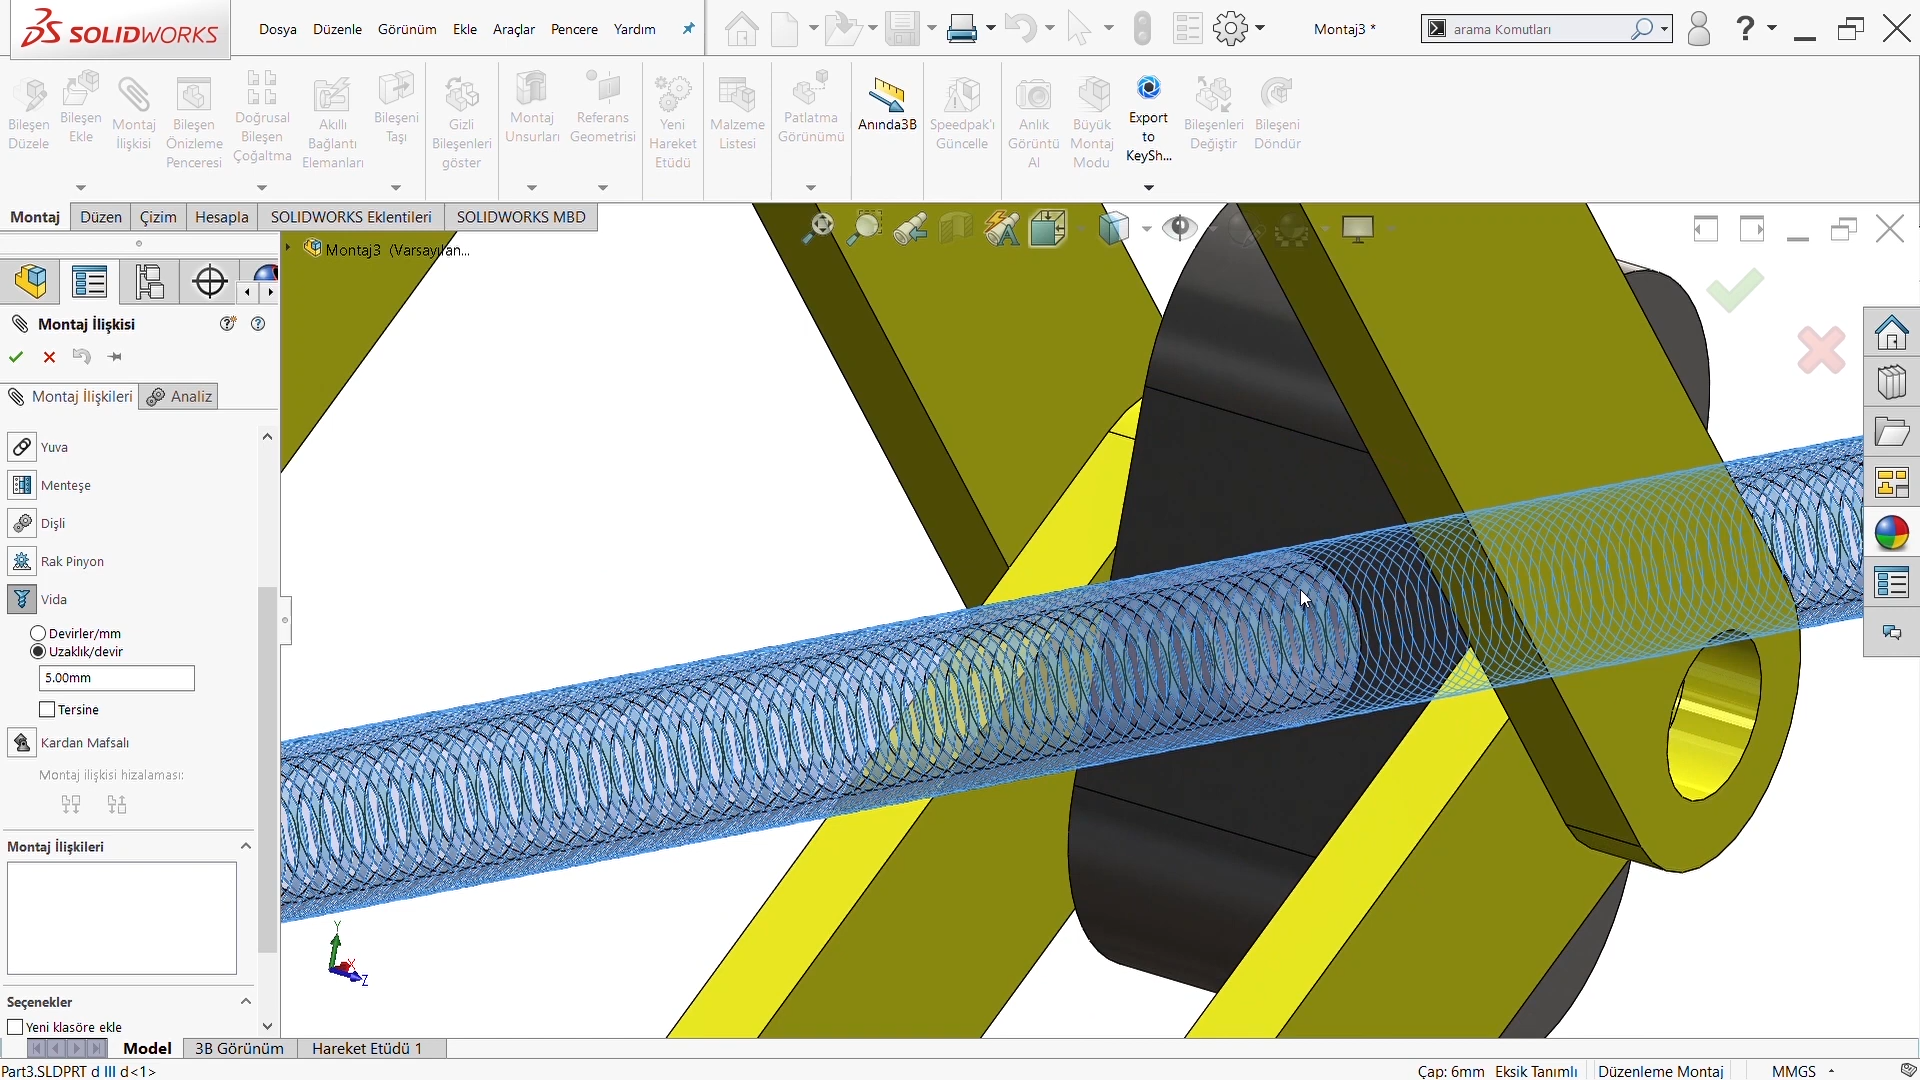 SOLIDWORKS
Dosya Düzenle Görünüm Ekle Araçlar Pencere Yardım
Montaj3 *
arama Komutları
?
Bileşen Düzele
Bileşen Ekle
Montaj İlişkisi
Bileşen Önizleme Penceresi
Doğrusal Bileşen Çoğaltma
Akıllı Bağlantı Elemanları
Bileşeni Taşı
Gizli Bileşenleri göster
Montaj Unsurları
Referans Geometrisi
Yeni Hareket Etüdü
Malzeme Listesi
Patlatma Görünümü
Anında3B
Speedpak'ı Güncelle
Anlık Görüntü Al
Büyük Montaj Modu
Export to KeySh...
Bileşenleri Değiştir
Bileşeni Döndür
Montaj Düzen Çizim Hesapla SOLIDWORKS Eklentileri SOLIDWORKS MBD
Montaj3 (Varsayılan...
Montaj İlişkisi
Montaj İlişkileri Analiz
Yuva
Menteşe
Dişli
Rak Pinyon
Vida
Devirler/mm
Uzaklık/devir
5.00mm
Tersine
Kardan Mafsalı
Montaj ilişkisi hizalaması:
Montaj İlişkileri
Seçenekler
Yeni klasöre ekle
Y
X
Z
Model 3B Görünüm Hareket Etüdü 1
Part3.SLDPRT d III d<1>
Çap: 6mm Eksik Tanımlı Düzenleme Montaj MMGS